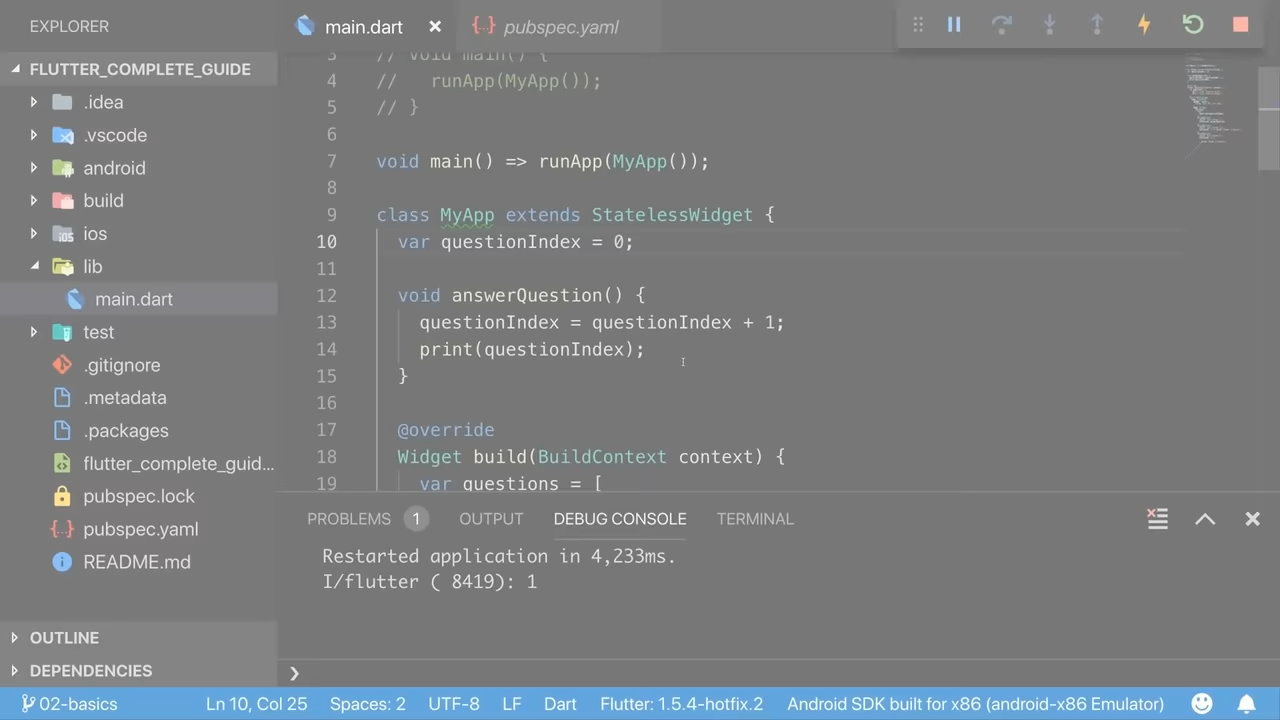 EXPLORER
main.dart
pubspec.yaml
FLUTTER_COMPLETE_GUIDE
.idea
.vscode
android
build
ios
lib
main.dart
test
.gitignore
.metadata
.packages
flutter_complete_guid...
pubspec.lock
pubspec.yaml
README.md
OUTLINE
DEPENDENCIES
3 // void main() {
4 //   runApp(MyApp());
5 // }
6
7 void main() => runApp(MyApp());
8
9 class MyApp extends StatelessWidget {
10   var questionIndex = 0;
11
12   void answerQuestion() {
13     questionIndex = questionIndex + 1;
14     print(questionIndex);
15   }
16
17   @override
18   Widget build(BuildContext context) {
19     var questions = [
PROBLEMS 1 OUTPUT DEBUG CONSOLE TERMINAL
Restarted application in 4,233ms.
I/flutter ( 8419): 1
02-basics Ln 10, Col 25 Spaces: 2 UTF-8 LF Dart Flutter: 1.5.4-hotfix.2 Android SDK built for x86 (android-x86 Emulator)